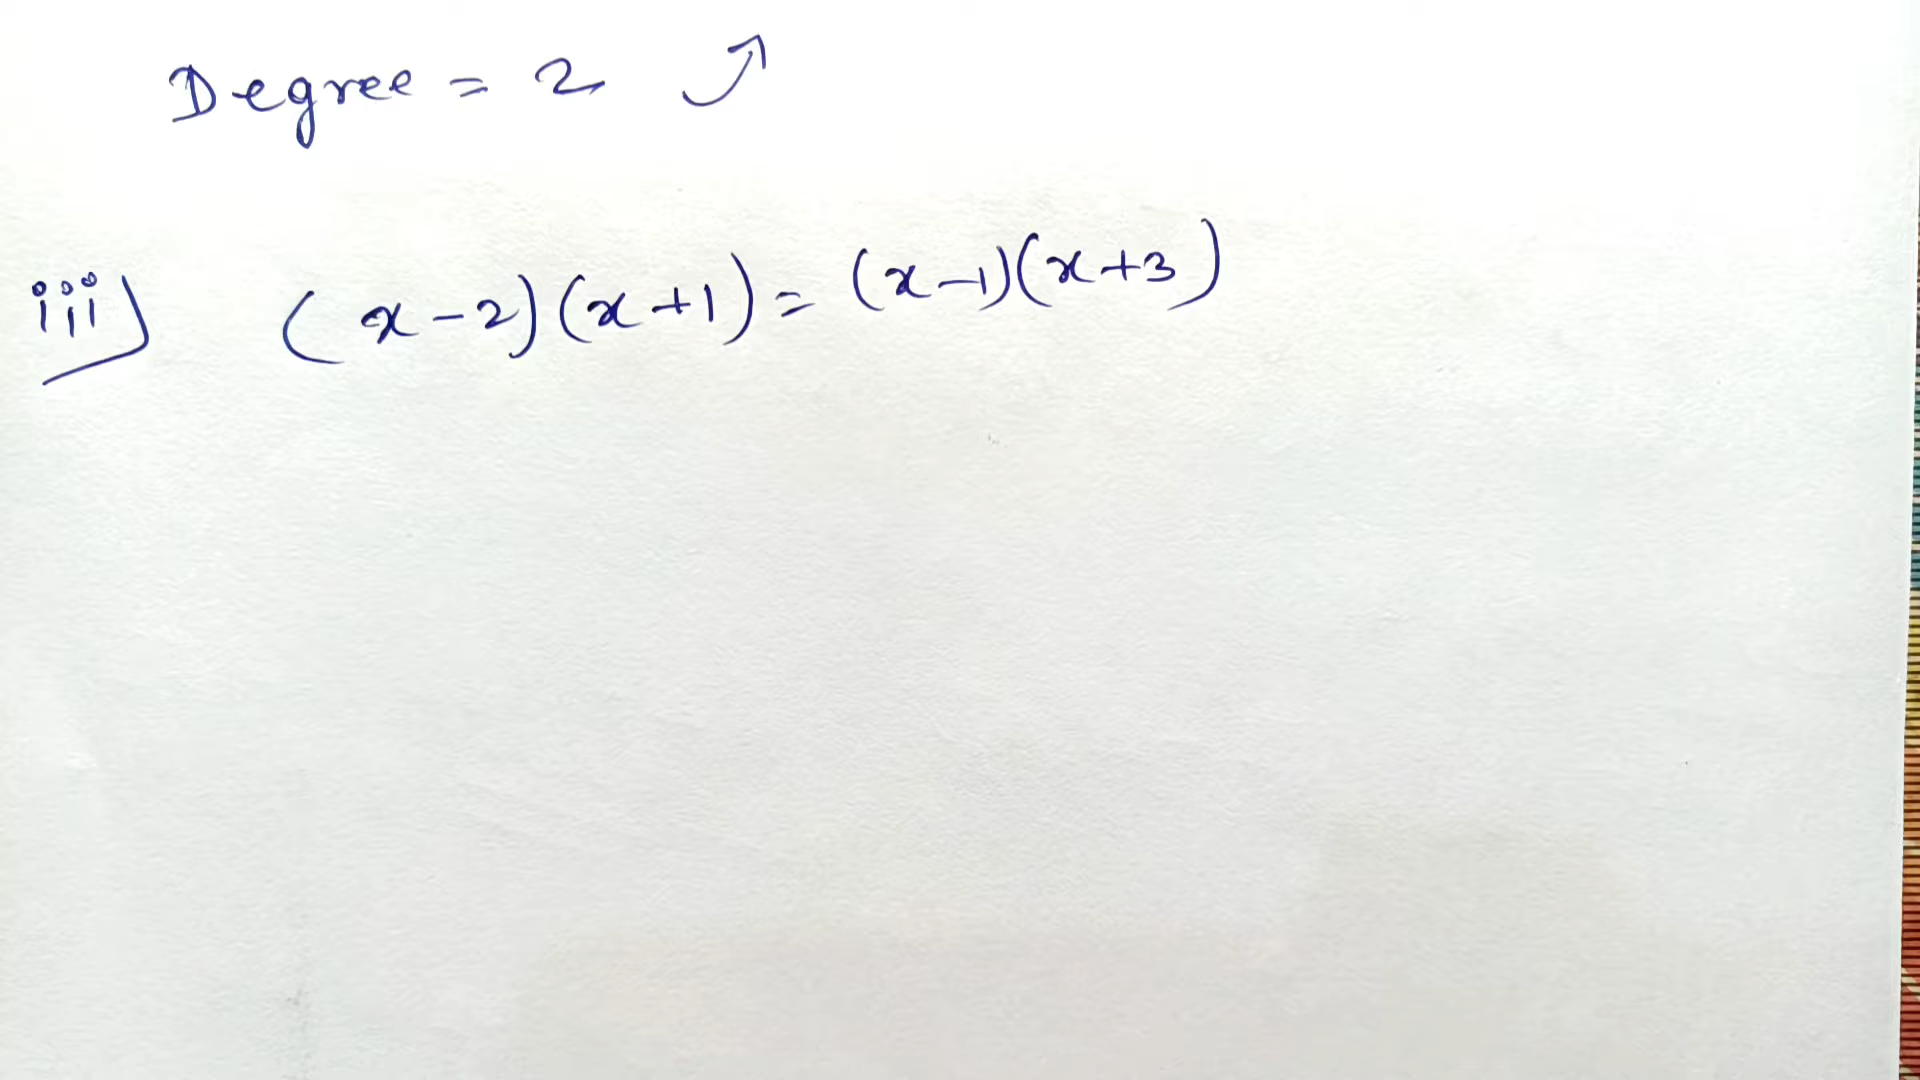 Degree = 2
iii) (x-2)(x+1) = (x-1)(x+3)